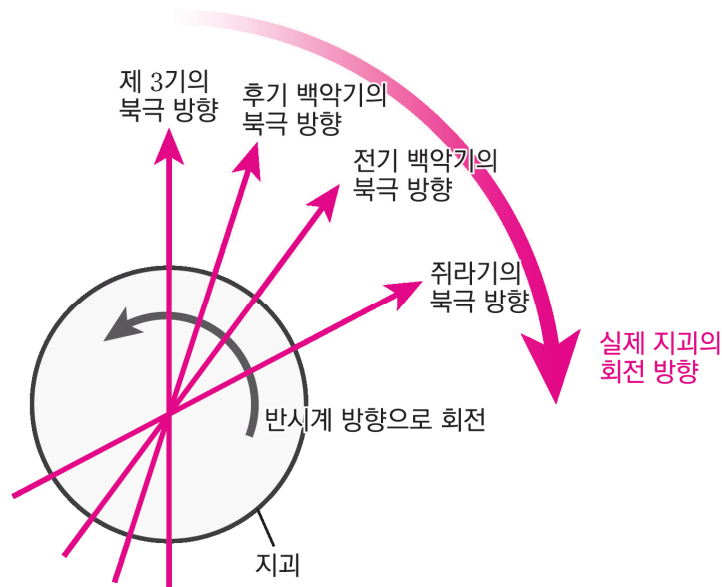 제 3기의
북극 방향
후기 백악기의
북극 방향
전기 백악기의
북극 방향
쥐라기의
북극 방향
실제 지괴의
회전 방향
반시계 방향으로 회전
지괴